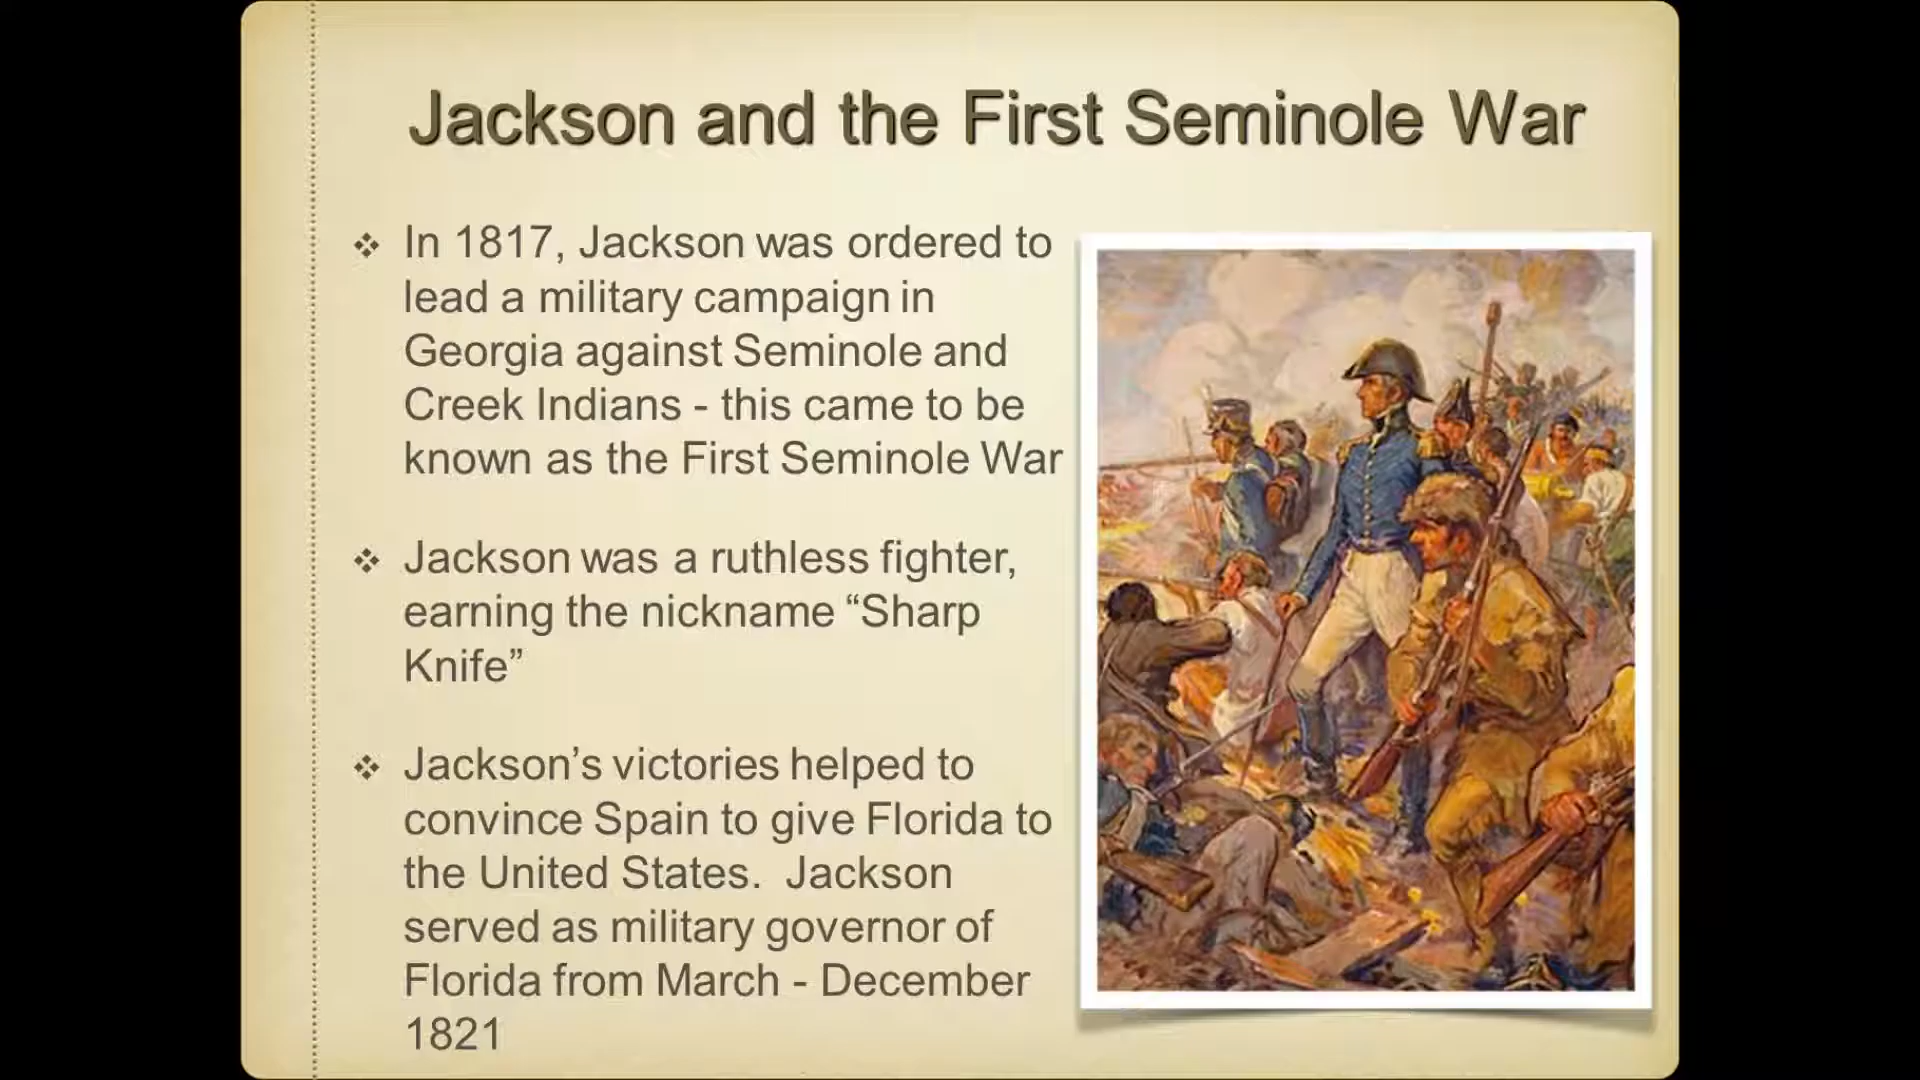 Jackson and the First Seminole War
In 1817, Jackson was ordered to
lead a military campaign in
Georgia against Seminole and
Creek Indians - this came to be
known as the First Seminole War
Jackson was a ruthless fighter,
earning the nickname “Sharp
Knife”
Jackson’s victories helped to
convince Spain to give Florida to
the United States.  Jackson
served as military governor of
Florida from March - December
1821